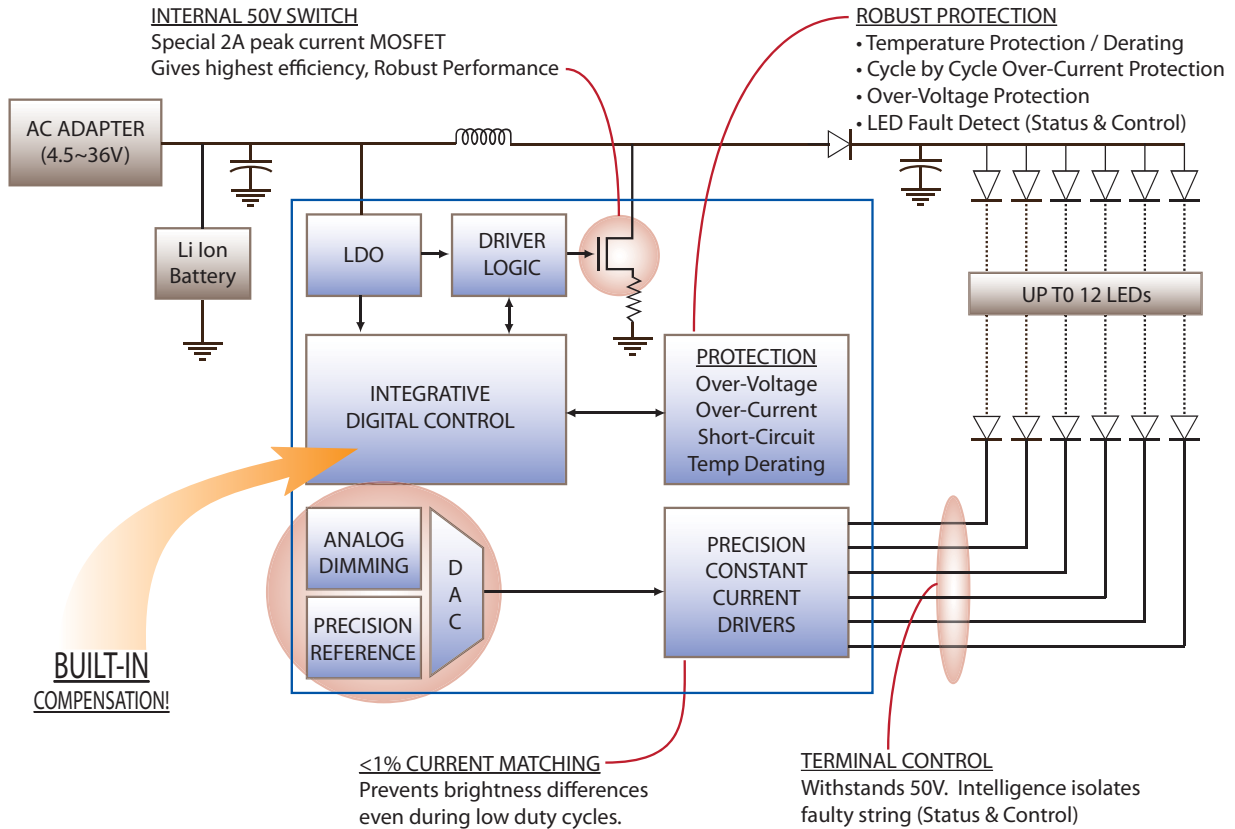 INTERNAL 50V SWITCH
Special 2A peak current MOSFET
Gives highest efficiency, Robust Performance
ROBUST PROTECTION
• Temperature Protection / Derating
• Cycle by Cycle Over-Current Protection
• Over-Voltage Protection
• LED Fault Detect (Status & Control)
AC ADAPTER
(4.5~36V)
Li Ion
Battery
LDO
DRIVER
LOGIC
UP T0 12 LEDs
INTEGRATIVE
DIGITAL CONTROL
PROTECTION
Over-Voltage
Over-Current
Short-Circuit
Temp Derating
ANALOG
DIMMING
PRECISION
REFERENCE
D
A
C
PRECISION
CONSTANT
CURRENT
DRIVERS
BUILT-IN
COMPENSATION!
<1% CURRENT MATCHING
Prevents brightness differences
even during low duty cycles.
TERMINAL CONTROL
Withstands 50V.  Intelligence isolates
faulty string (Status & Control)